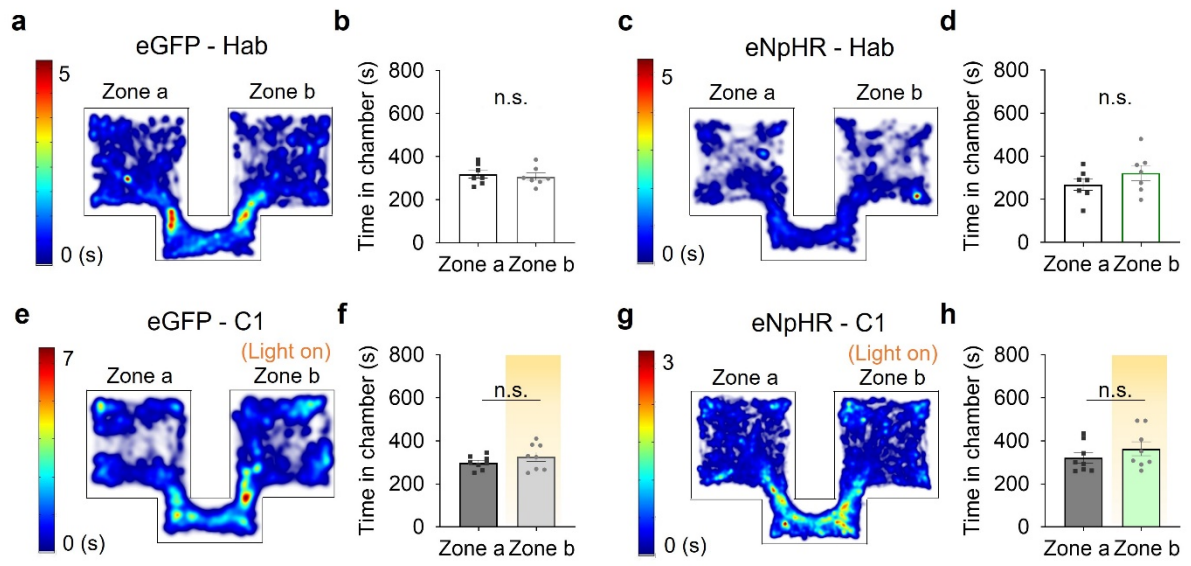 a
eGFP - Hab
5
0 (s)
Zone a
Zone b
b
Time in chamber (s)
800
600
400
200
0
n.s.
Zone a Zone b
c
eNpHR - Hab
5
0 (s)
Zone a
Zone b
d
Time in chamber (s)
800
600
400
200
0
n.s.
Zone a Zone b
e
eGFP - C1
(Light on)
7
0 (s)
Zone a
Zone b
f
Time in chamber (s)
800
600
400
200
0
n.s.
Zone a Zone b
g
eNpHR - C1
(Light on)
3
0 (s)
Zone a
Zone b
h
Time in chamber (s)
800
600
400
200
0
n.s.
Zone a Zone b